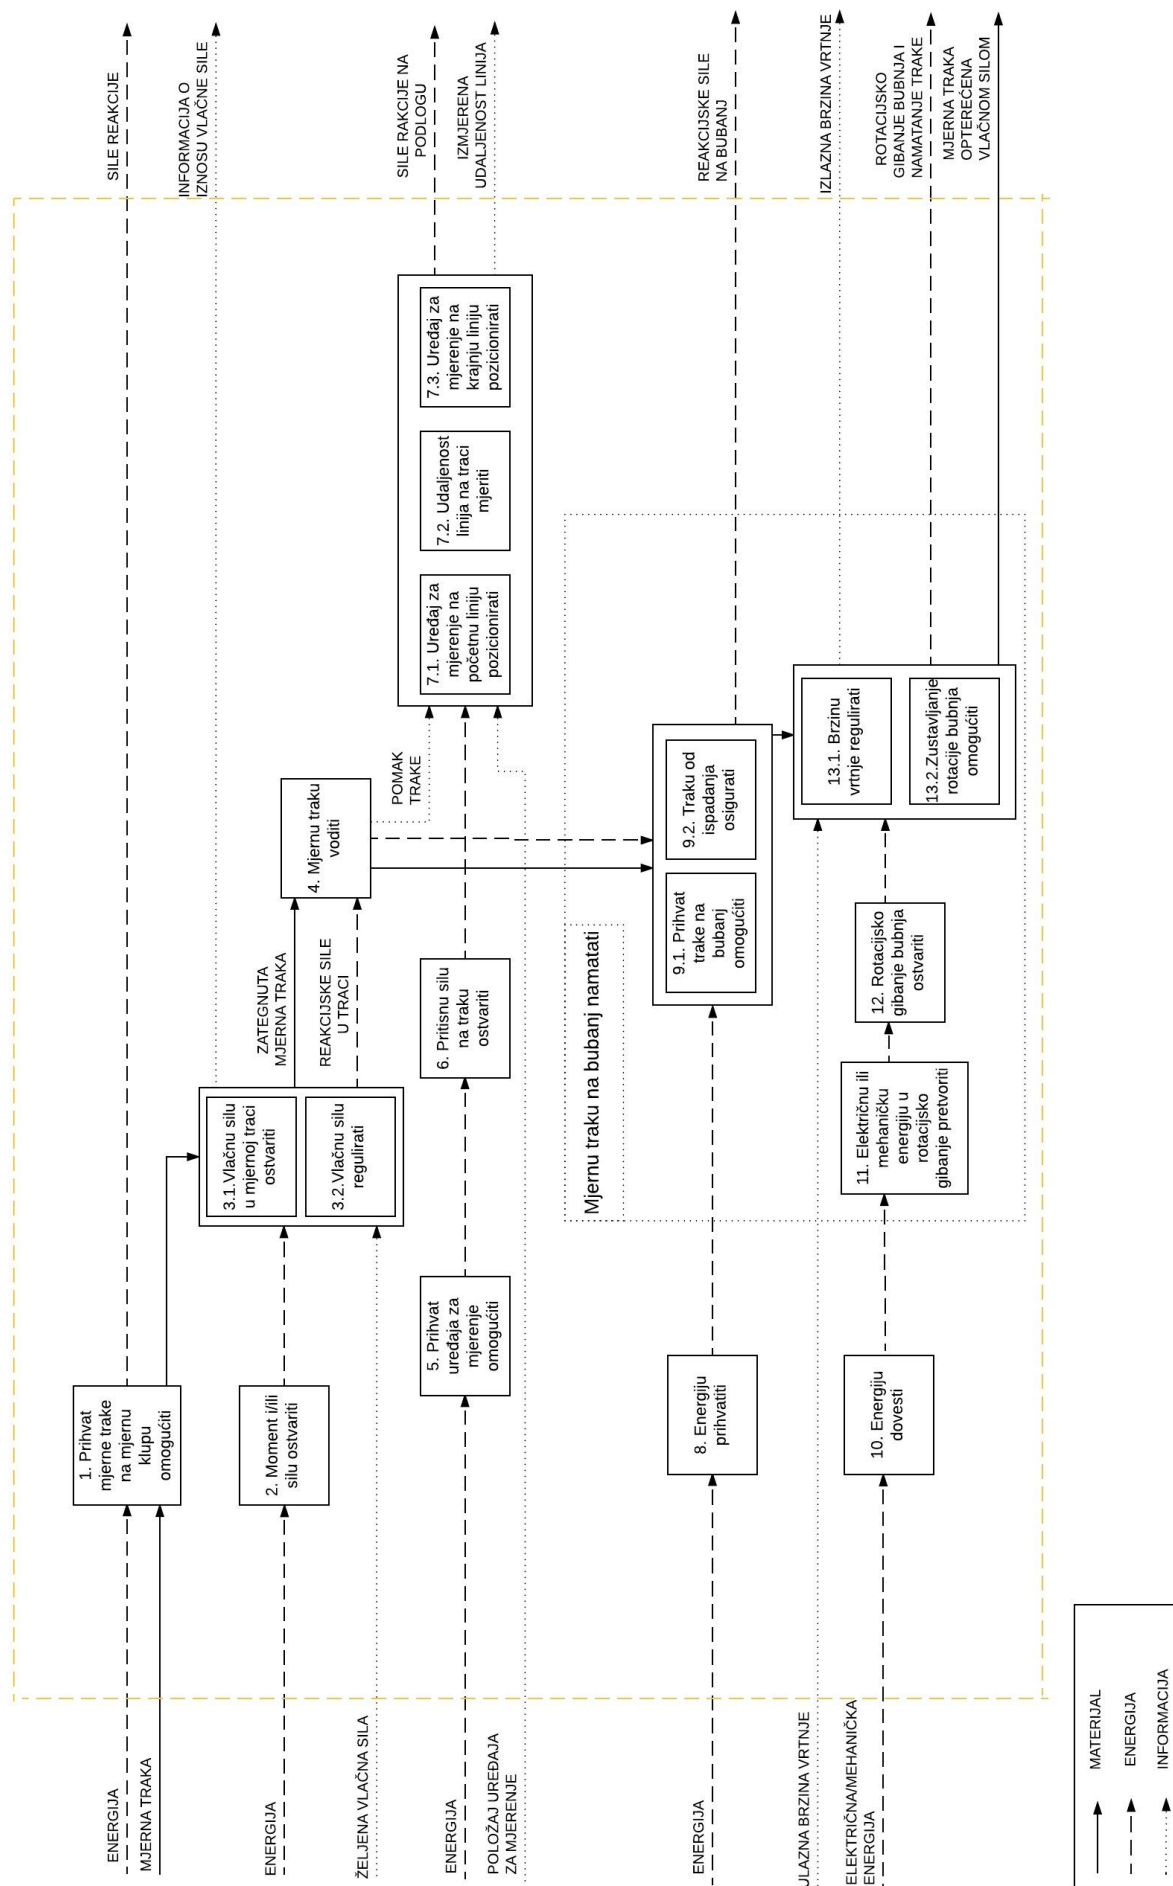 ENERGIJA
MJERNA TRAKA
ENERGIJA
ŽELJENA VLAČNA SILA
ENERGIJA
POLOŽAJ UREĐAJA
ZA MJERENJE
ENERGIJA
ULAZNA BRZINA VRTNJE
ELEKTRIČNA/MEHANIČKA
ENERGIJA
1. Prihvat
mjerne trake
na mjernu
klupu
omogućiti
2. Moment i/ili
silu ostvariti
3.1.Vlačnu silu
u mjernoj traci
ostvariti
3.2.Vlačnu silu
regulirati
ZATEGNUTA
MJERNA TRAKA
REAKCIJSKE SILE
U TRACI
4. Mjernu traku
voditi
POMAK
TRAKE
5. Prihvat
uređaja za
mjerenje
omogućiti
6. Pritisnu silu
na traku
ostvariti
7.1. Uređaj za
mjerenje na
početnu liniju
pozicionirati
7.2. Udaljenost
linija na traci
mjeriti
7.3. Uređaj za
mjerenje na
krajnju liniju
pozicionirati
Mjernu traku na bubanj namatati
8. Energiju
prihvatiti
9.1. Prihvat
trake na
bubanj
omogućiti
9.2. Traku od
ispadanja
osigurati
10. Energiju
dovesti
11. Električnu ili
mehaničku
energiju u
rotacijsko
gibanje pretvoriti
12. Rotacijsko
gibanje bubnja
ostvariti
13.1. Brzinu
vrtnje regulirati
13.2.Zustavljanje
rotacije bubnja
omogućiti
SILE REAKCIJE
INFORMACIJA O
IZNOSU VLAČNE SILE
SILE RAKCIJE NA
PODLOGU
IZMJERENA
UDALJENOST LINIJA
REAKCIJSKE SILE
NA BUBANJ
IZLAZNA BRZINA VRTNJE
ROTACIJSKO
GIBANJE BUBNJA I
NAMATANJE TRAKE
MJERNA TRAKA
OPTEREĆENA
VLAČNOM SILOM
MATERIJAL
ENERGIJA
INFORMACIJA